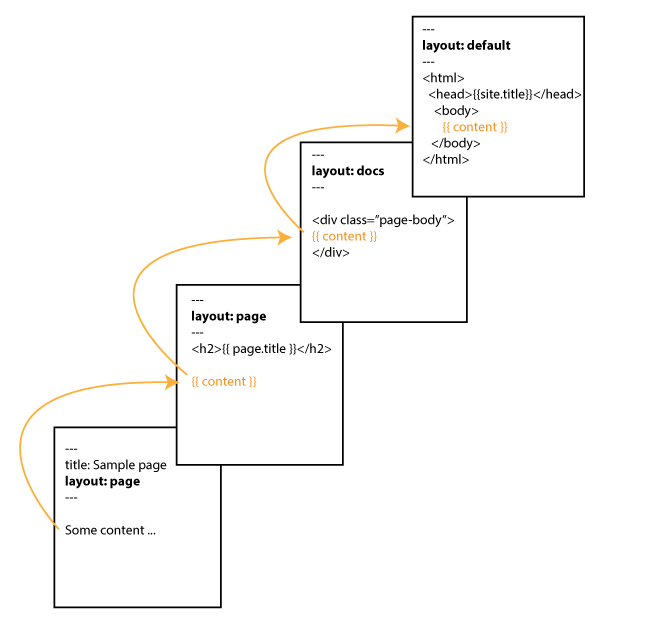 ---
layout: default
---
<html>
<head>{{site.title}}</head>
<body>
{{ content }}
</body>
</html>
---
layout: docs
---
<div class=”page-body”>
{{ content }}
</div>
---
layout: page
---
<h2>{{ page.title }}</h2>
{{ content }}
---
title: Sample page
layout: page
---
Some content ...